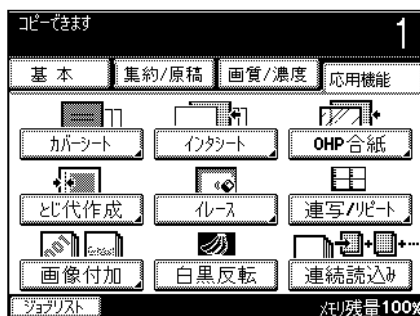 コピーできます
1
基本 集約/原稿 画質/濃度 応用機能
カバーシート インタシート OHP合紙
とじ代作成 イレース 連写/リピート
画像付加 白黒反転 連続読込み
ジョブリスト メモリ残量100%